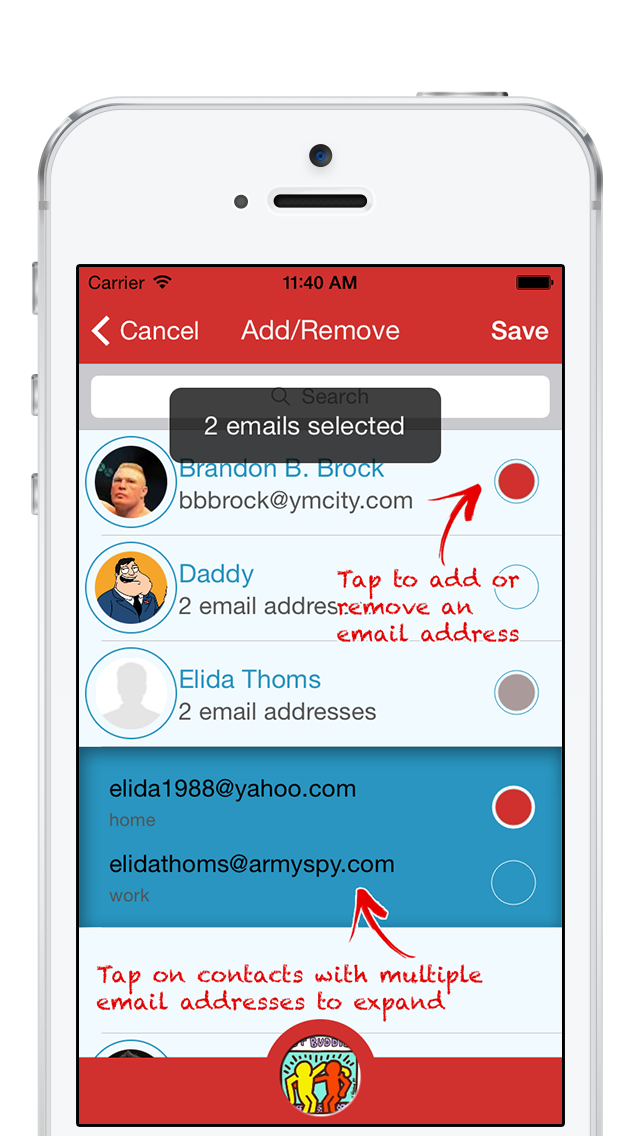 Carrier 11:40 AM
Cancel Add/Remove Save
Search
2 emails selected
Brandon B. Brock
bbbrock@ymcity.com
Daddy
2 email addres
Tap to add or
remove an
email address
Elida Thoms
2 email addresses
elida1988@yahoo.com
home
elidathoms@armyspy.com
work
Tap on contacts with multiple
email addresses to expand
BUDDIE